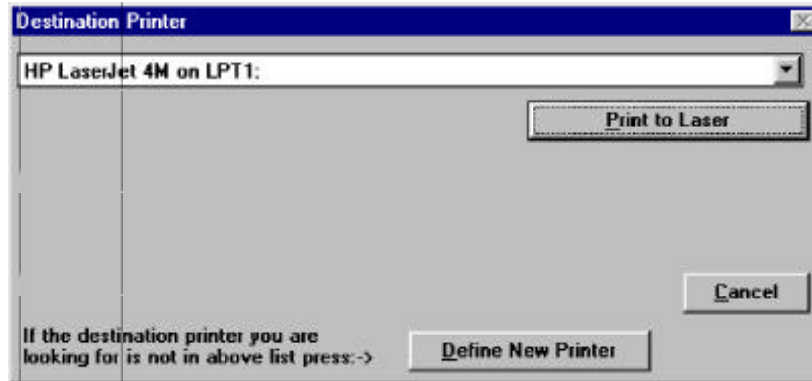 Destination Printer
HP LaserJet 4M on LPT1:
Print to Laser
Cancel
If the destination printer you are
looking for is not in above list press:->
Define New Printer